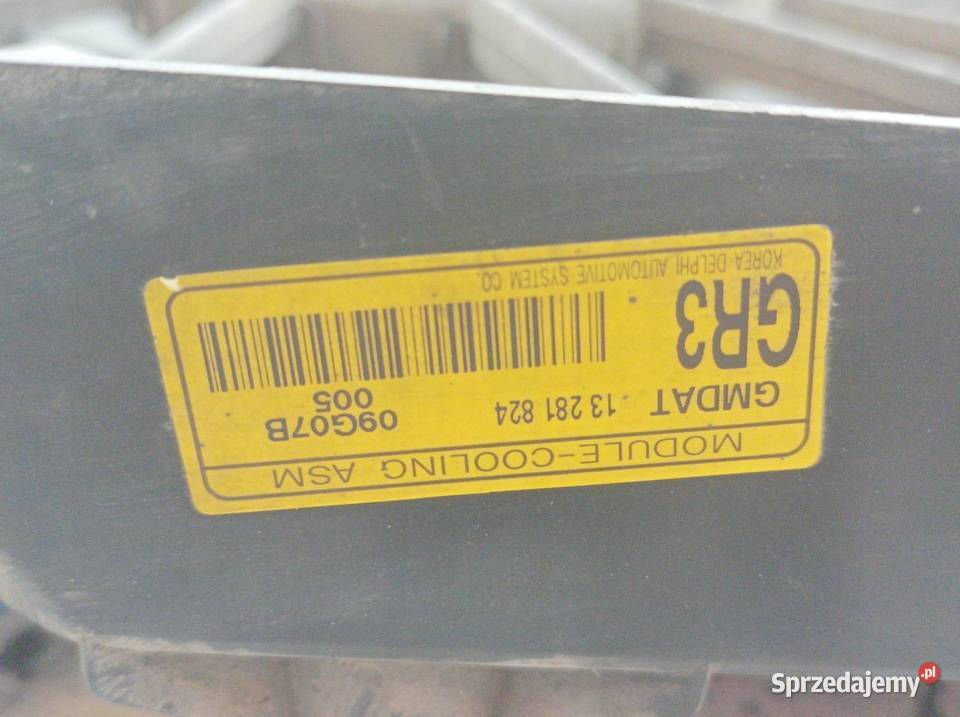 MODULE-COOLING ASM
GMDAT 13 281 824 09G07B
005
GR3
KOREA DELPHI AUTOMOTIVE SYSTEM CO.
Sprzedajemy.pl